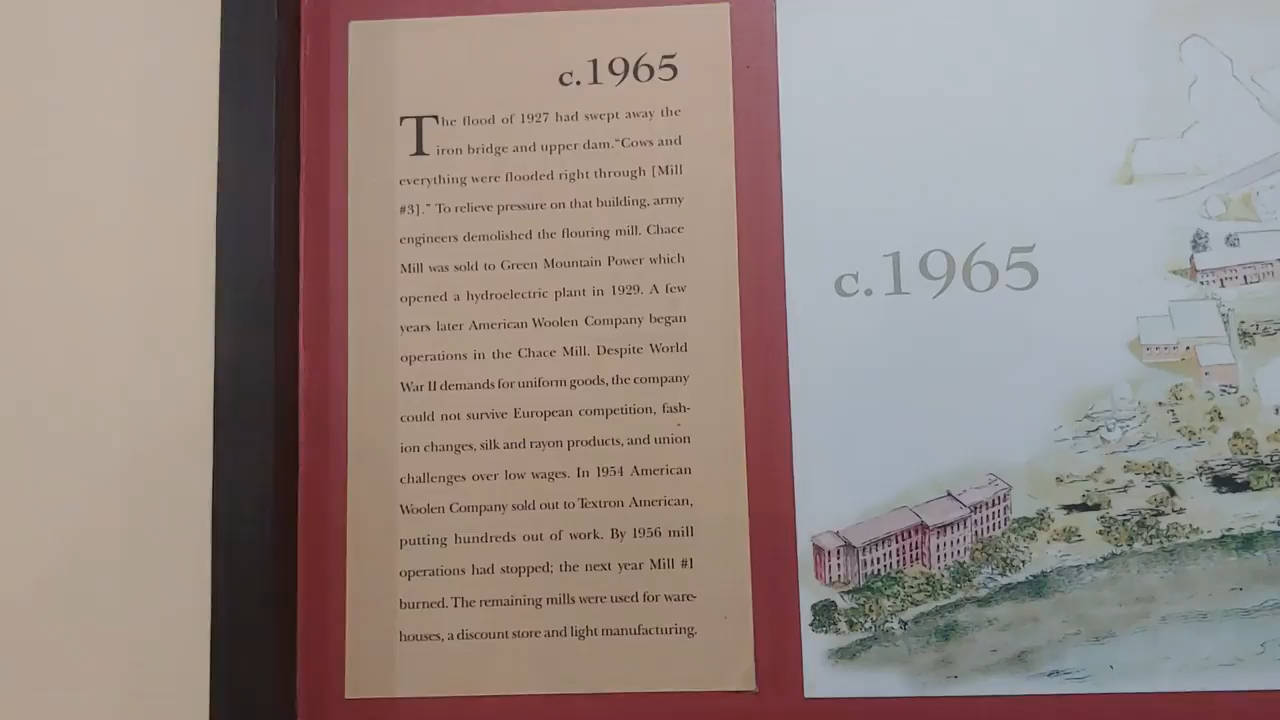 c.1965
The flood of 1927 had swept away the
iron bridge and upper dam."Cows and
everything were flooded right through [Mill
#3]." To relieve pressure on that building, army
engineers demolished the flouring mill. Chace
Mill was sold to Green Mountain Power which
opened a hydroelectric plant in 1929. A few
years later American Woolen Company began
operations in the Chace Mill. Despite World
War II demands for uniform goods, the company
could not survive European competition, fash-
ion changes, silk and rayon products, and union
challenges over low wages. In 1954 American
Woolen Company sold out to Textron American,
putting hundreds out of work. By 1956 mill
operations had stopped; the next year Mill #1
burned. The remaining mills were used for ware-
houses, a discount store and light manufacturing.
c.1965